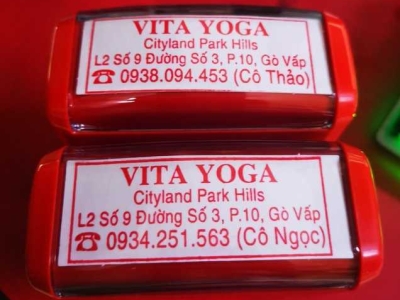 VITA YOGA
Cityland Park Hills
L2 Số 9 Đường Số 3, P.10, Gò Vấp
☎ 0938.094.453 (Cô Thảo)
VITA YOGA
Cityland Park Hills
L2 Số 9 Đường Số 3, P.10, Gò Vấp
☎ 0934.251.563 (Cô Ngọc)